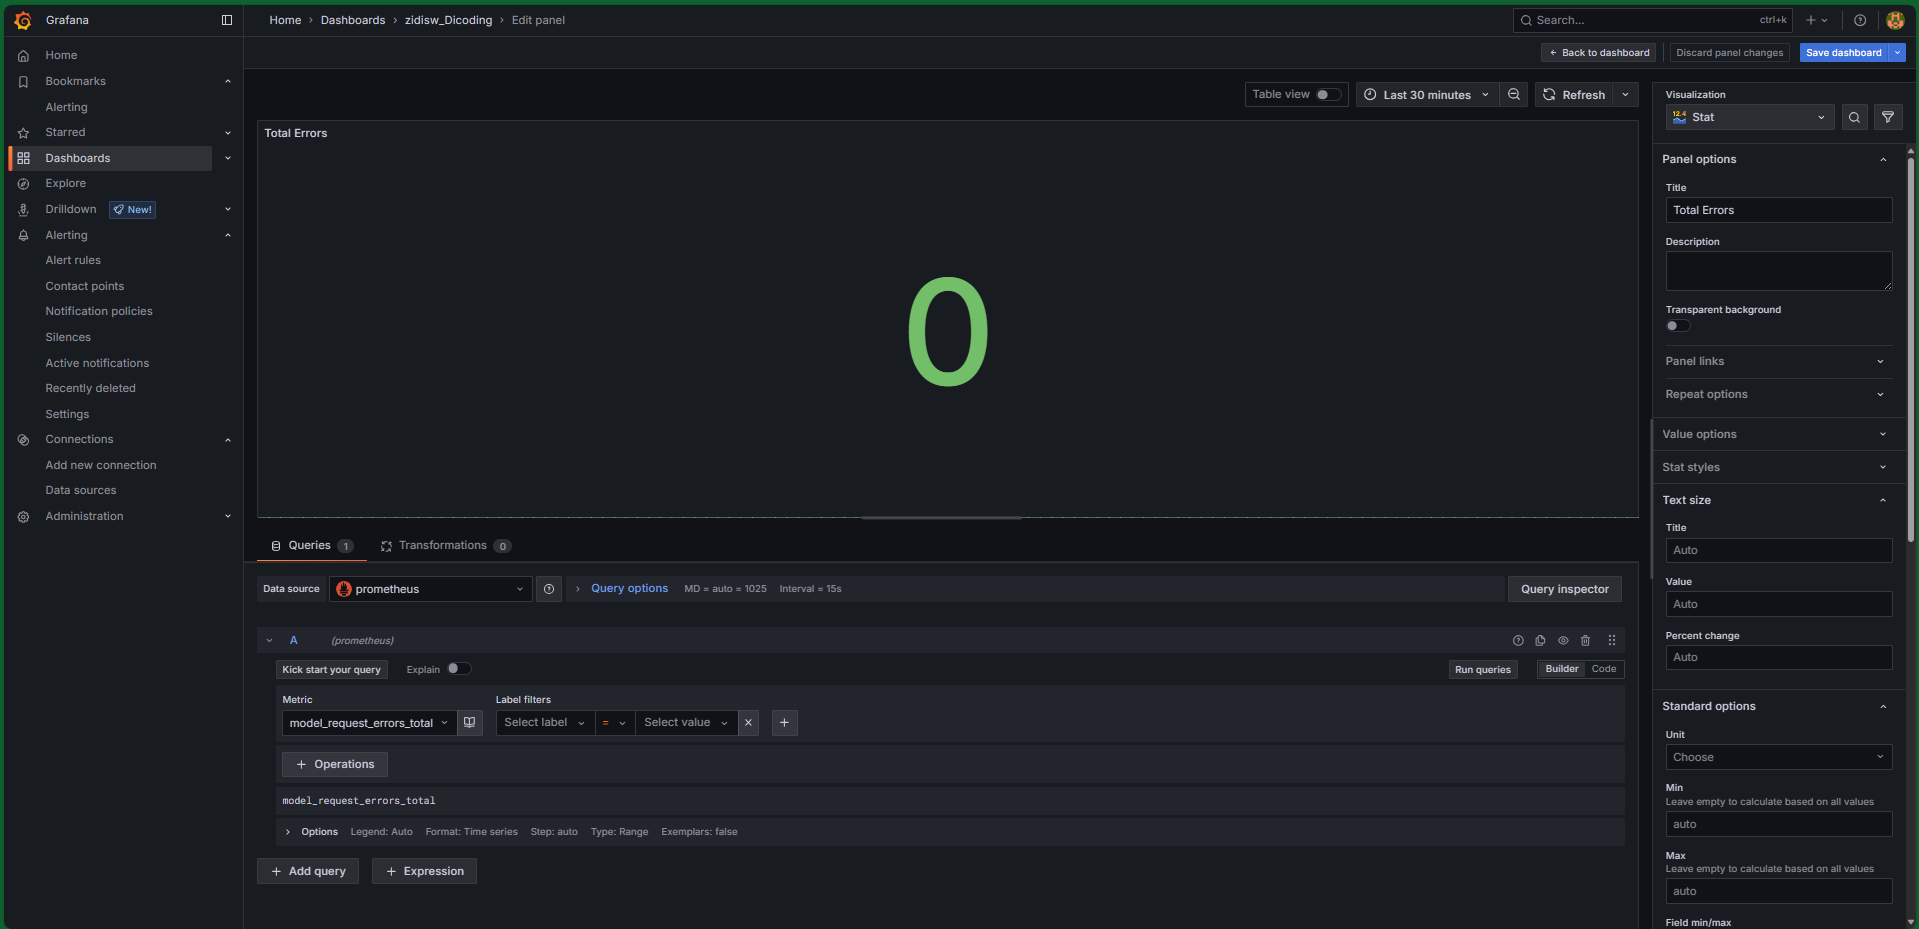 Grafana
Home › Dashboards › zidisw_Dicoding › Edit panel
Search... ctrl+k
Back to dashboard
Discard panel changes
Save dashboard
Home
Bookmarks
Alerting
Starred
Dashboards
Explore
Drilldown New!
Alerting
Alert rules
Contact points
Notification policies
Silences
Active notifications
Recently deleted
Settings
Connections
Add new connection
Data sources
Administration
Table view
Last 30 minutes
Refresh
Total Errors
0
Queries 1
Transformations 0
Data source
prometheus
Query options MD = auto = 1025 Interval = 15s
Query inspector
A (prometheus)
Kick start your query
Explain
Run queries
Builder Code
Metric
Label filters
model_request_errors_total
Select label = Select value
+ Operations
model_request_errors_total
Options Legend: Auto Format: Time series Step: auto Type: Range Exemplars: false
+ Add query
+ Expression
Visualization
12.4 Stat
Panel options
Title
Total Errors
Description
Transparent background
Panel links
Repeat options
Value options
Stat styles
Text size
Title
Auto
Value
Auto
Percent change
Auto
Standard options
Unit
Choose
Min
Leave empty to calculate based on all values
auto
Max
Leave empty to calculate based on all values
auto
Field min/max